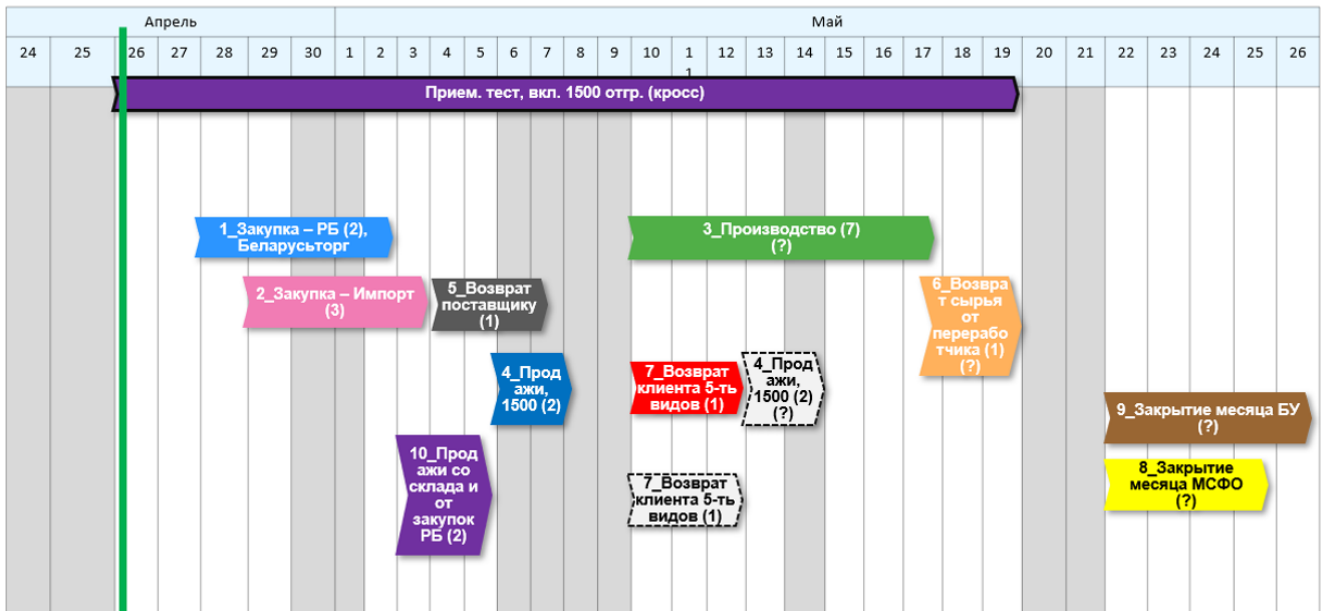 Апрель Май
24 25 26 27 28 29 30 1 2 3 4 5 6 7 8 9 10 1 12 13 14 15 16 17 18 19 20 21 22 23 24 25 26
1
Прием. тест, вкл. 1500 отгр. (кросс)
1_Закупка – РБ (2),
Беларусьторг
3_Производство (7)
(?)
2_Закупка – Импорт
(3)
5_Возврат
поставщику
(1)
6_Возвра
т сырья
от
перерабо
тчика (1)
(?)
4_Прод
ажи,
1500 (2)
7_Возврат
клиента 5-ть
видов (1)
4_Прод
ажи,
1500 (2)
(?)
9_Закрытие месяца БУ
(?)
10_Прод
ажи со
склада и
от
закупок
РБ (2)
7_Возврат
клиента 5-ть
видов (1)
8_Закрытие
месяца МСФО
(?)